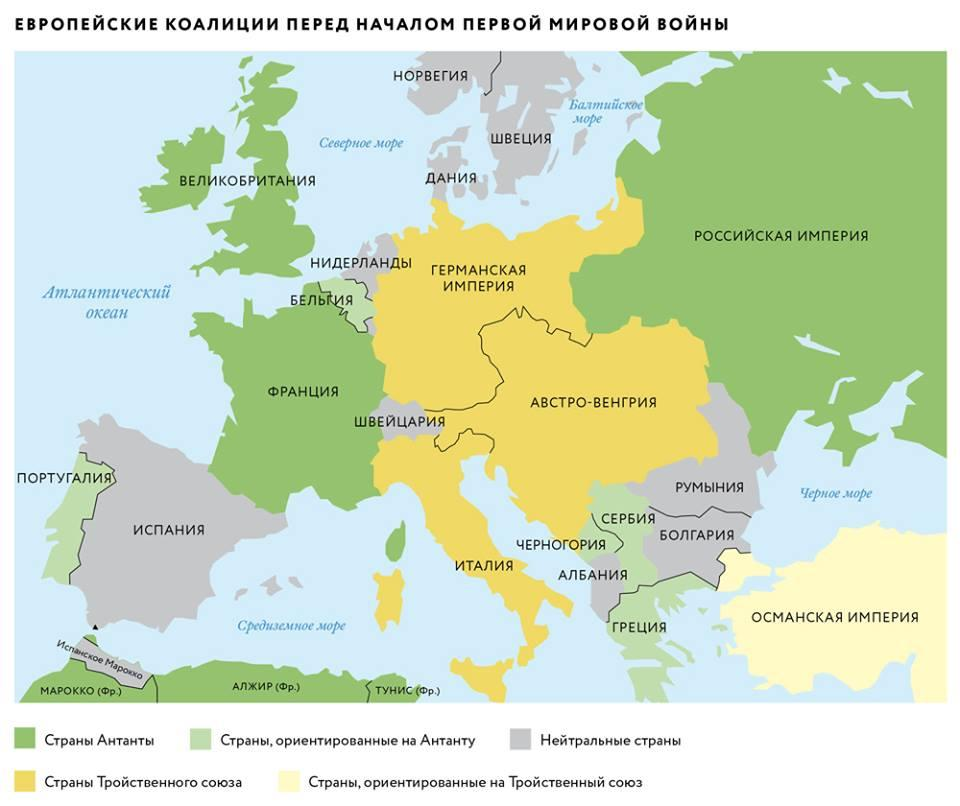 ЕВРОПЕЙСКИЕ КОАЛИЦИИ ПЕРЕД НАЧАЛОМ ПЕРВОЙ МИРОВОЙ ВОЙНЫ
НОРВЕГИЯ
Балтийское
море
ШВЕЦИЯ
Северное море
ДАНИЯ
ВЕЛИКОБРИТАНИЯ
РОССИЙСКАЯ ИМПЕРИЯ
НИДЕРЛАНДЫ
ГЕРМАНСКАЯ
ИМПЕРИЯ
Атлантический
океан
БЕЛЬГИЯ
ФРАНЦИЯ
АВСТРО-ВЕНГРИЯ
ШВЕЙЦАРИЯ
ПОРТУГАЛИЯ
РУМЫНИЯ
Черное море
ИСПАНИЯ
СЕРБИЯ
БОЛГАРИЯ
ЧЕРНОГОРИЯ
ИТАЛИЯ
АЛБАНИЯ
ОСМАНСКАЯ ИМПЕРИЯ
Средиземное море
ГРЕЦИЯ
Испанское Марокко
МАРОККО (Фр.)
АЛЖИР (Фр.)
ТУНИС (Фр.)
Страны Антанты
Страны, ориентированные на Антанту
Нейтральные страны
Страны Тройственного союза
Страны, ориентированные на Тройственный союз